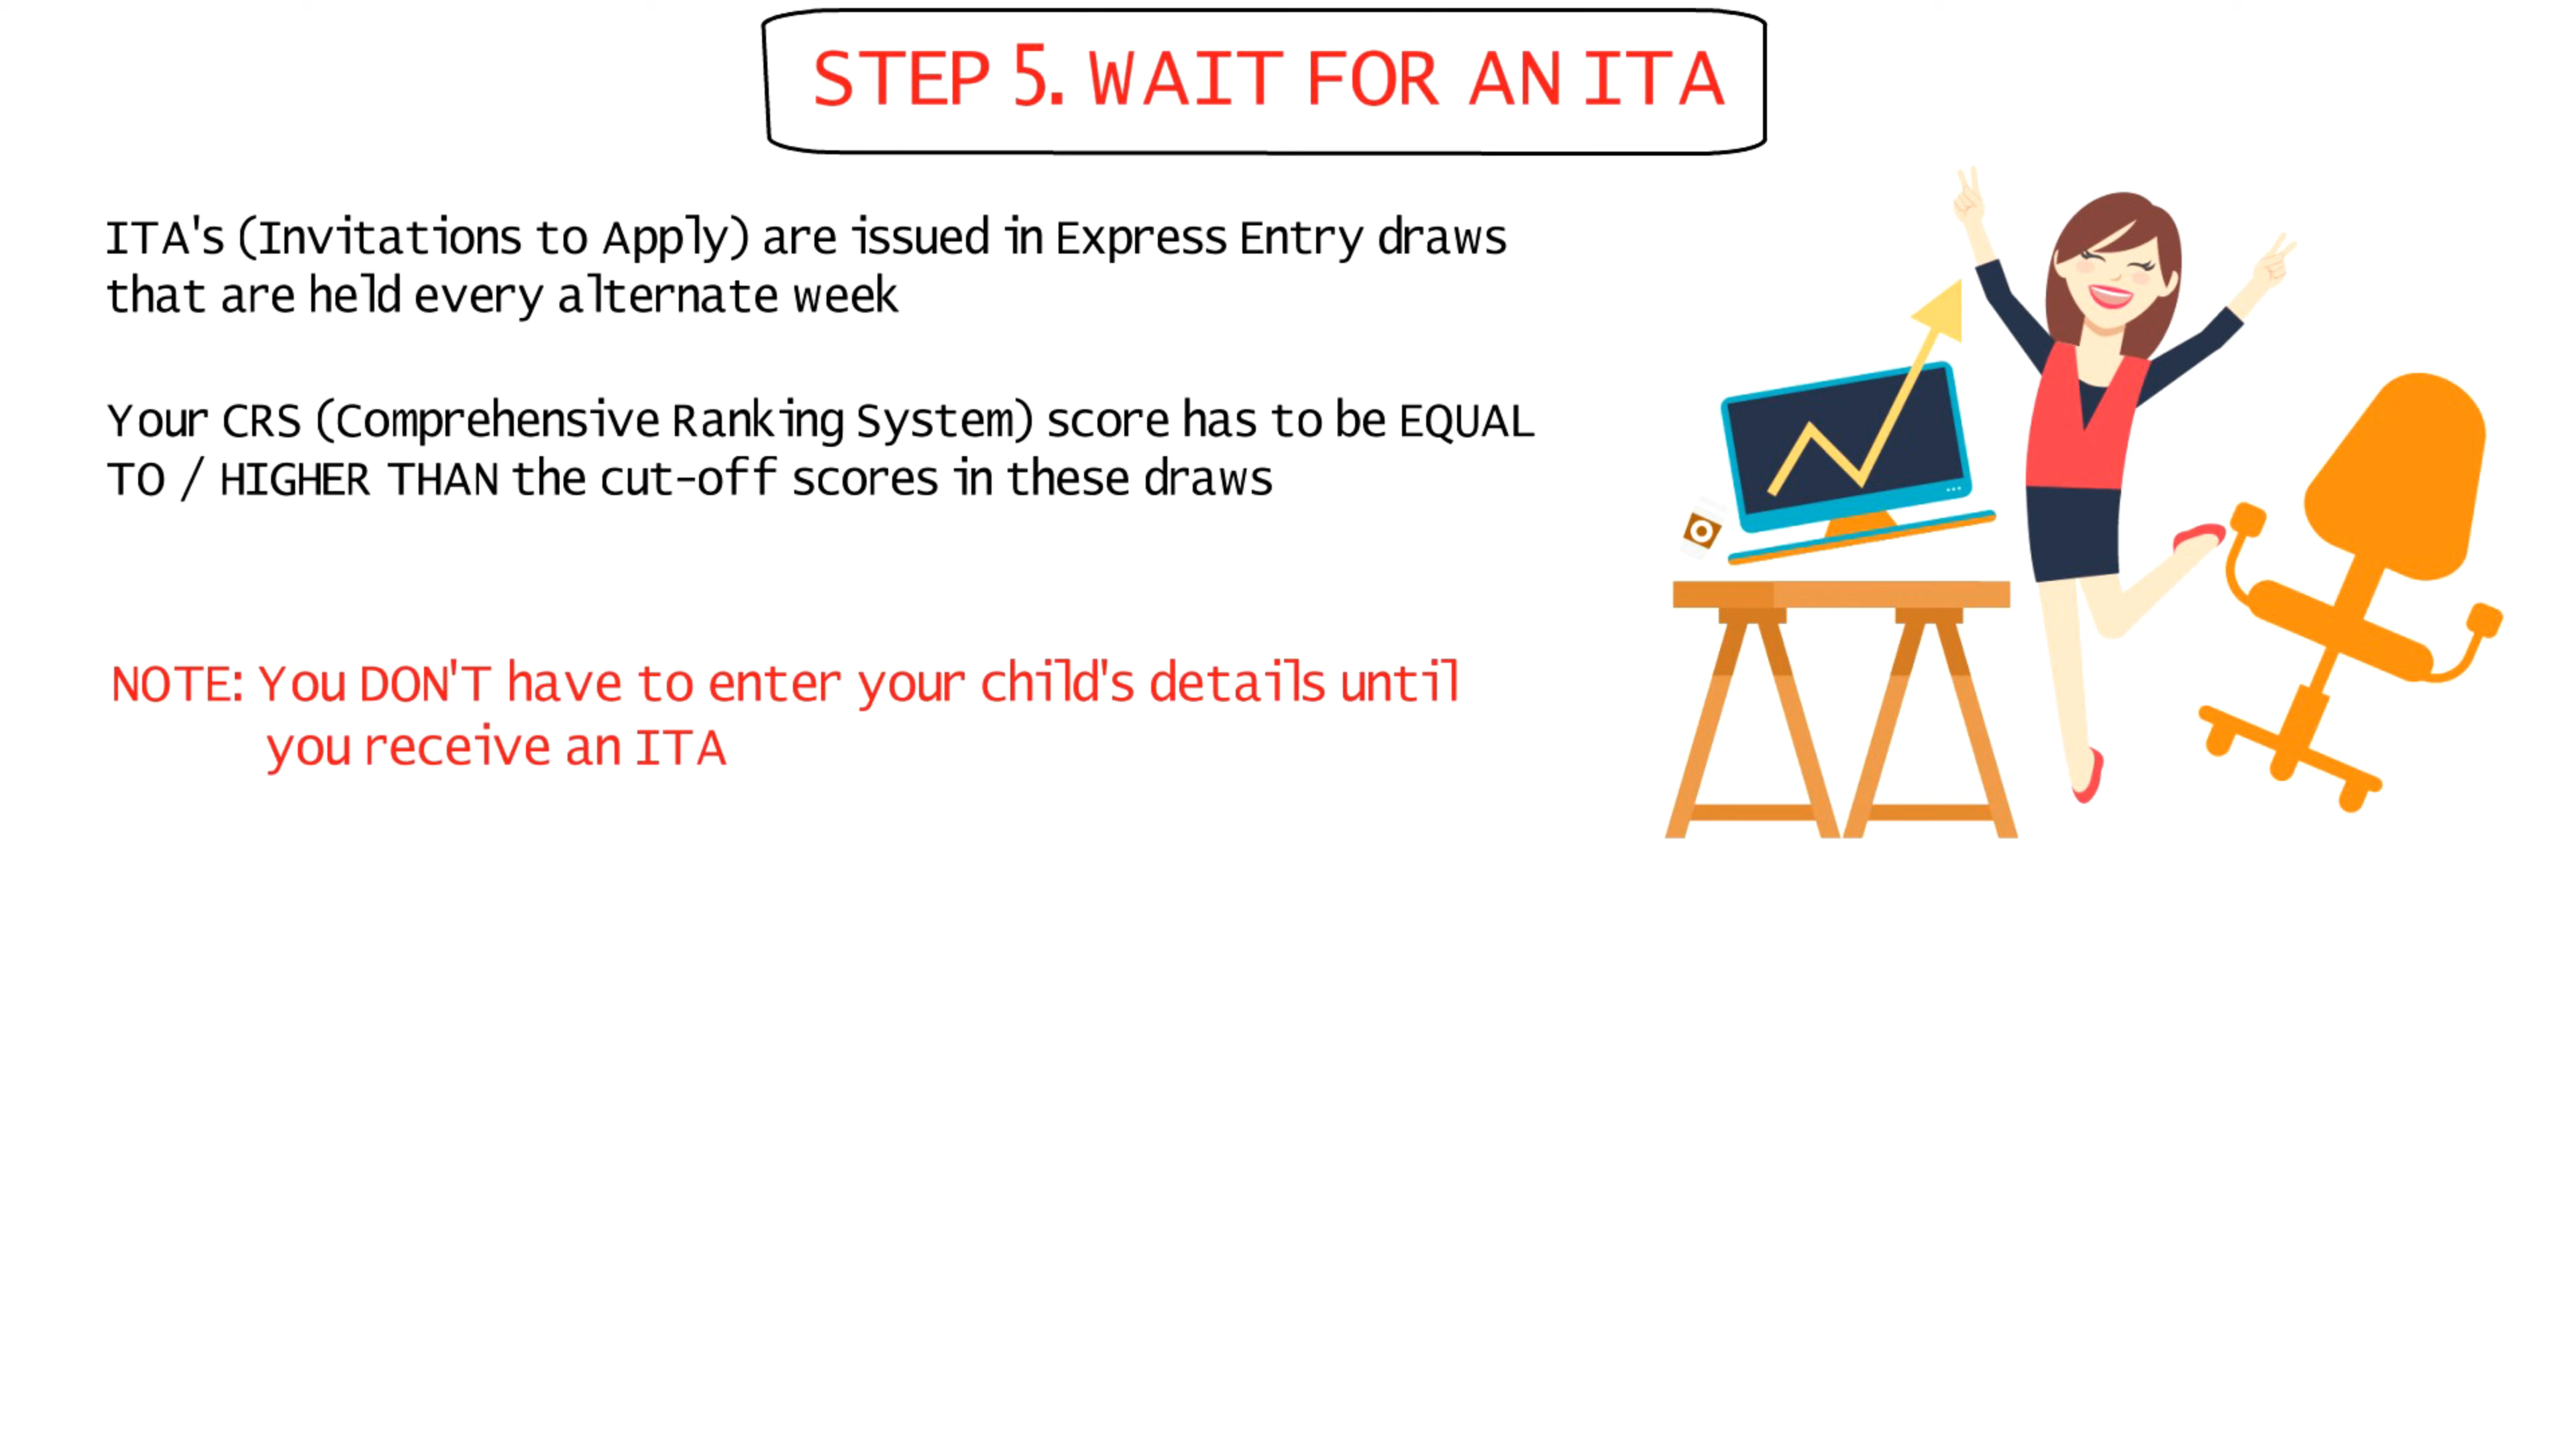 STEP 5. WAIT FOR AN ITA
ITA's (Invitations to Apply) are issued in Express Entry draws
that are held every alternate week
Your CRS (Comprehensive Ranking System) score has to be EQUAL
TO / HIGHER THAN the cut-off scores in these draws
NOTE: You DON'T have to enter your child's details until
you receive an ITA